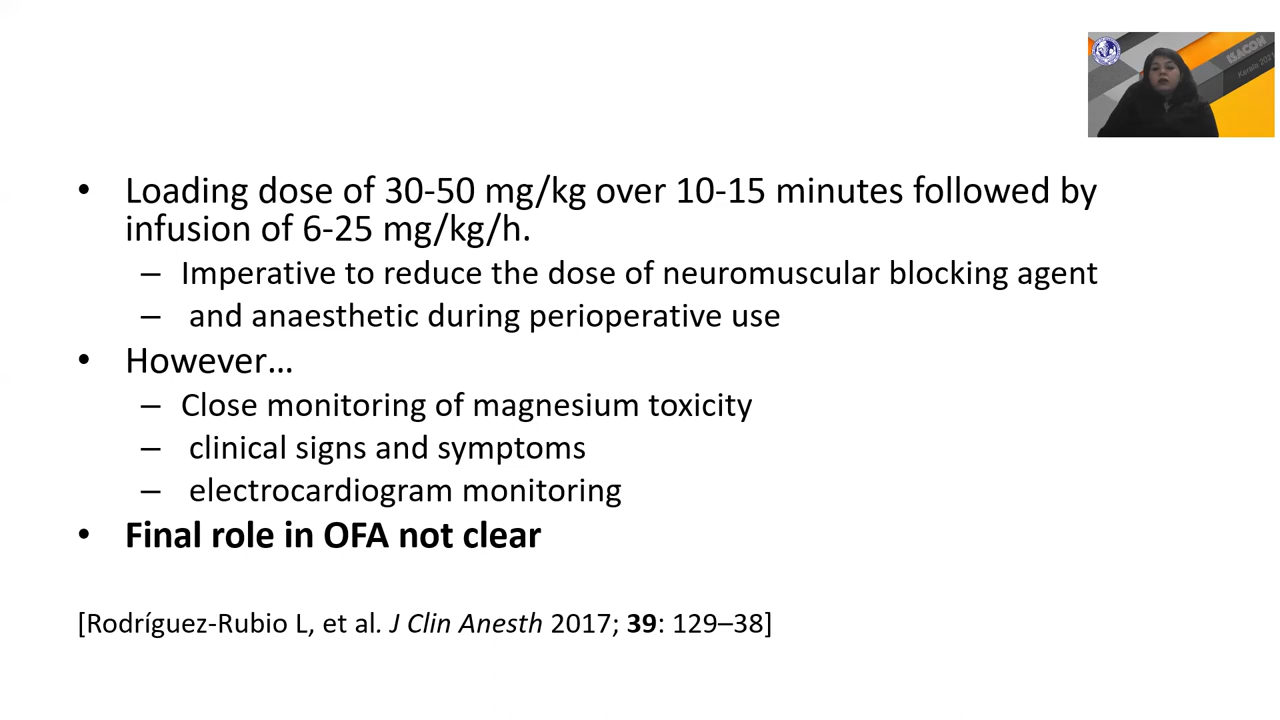 ISACON
Kerala 2021
• Loading dose of 30-50 mg/kg over 10-15 minutes followed by
infusion of 6-25 mg/kg/h.
– Imperative to reduce the dose of neuromuscular blocking agent
– and anaesthetic during perioperative use
• However…
– Close monitoring of magnesium toxicity
– clinical signs and symptoms
– electrocardiogram monitoring
• Final role in OFA not clear
[Rodríguez-Rubio L, et al. J Clin Anesth 2017; 39: 129–38]